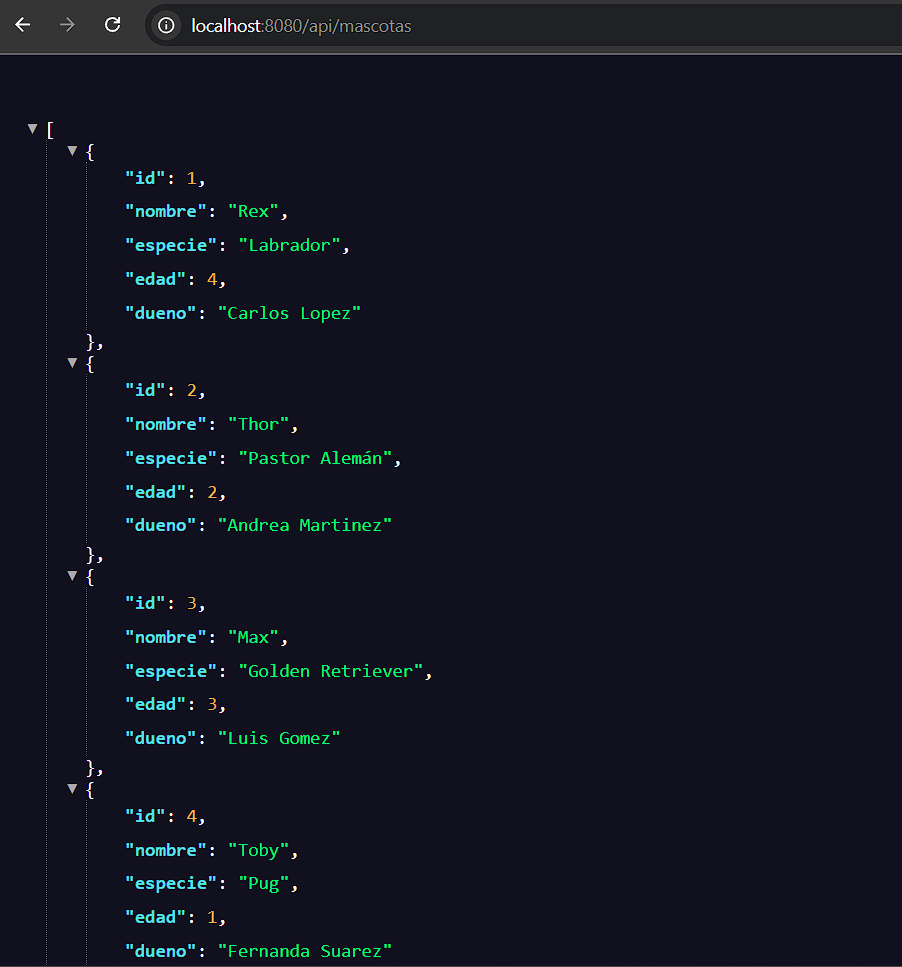 localhost:8080/api/mascotas
[
{
"id": 1,
"nombre": "Rex",
"especie": "Labrador",
"edad": 4,
"dueno": "Carlos Lopez"
},
{
"id": 2,
"nombre": "Thor",
"especie": "Pastor Alemán",
"edad": 2,
"dueno": "Andrea Martinez"
},
{
"id": 3,
"nombre": "Max",
"especie": "Golden Retriever",
"edad": 3,
"dueno": "Luis Gomez"
},
{
"id": 4,
"nombre": "Toby",
"especie": "Pug",
"edad": 1,
"dueno": "Fernanda Suarez"